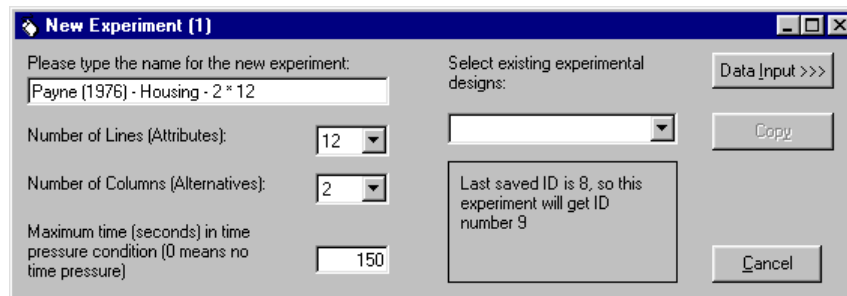 New Experiment (1)
Please type the name for the new experiment:
Payne (1976) - Housing - 2 * 12
Number of Lines (Attributes):
12
Number of Columns (Alternatives):
2
Maximum time (seconds) in time
pressure condition (0 means no
time pressure)
150
Select existing experimental
designs:
Last saved ID is 8, so this
experiment will get ID
number 9
Data Input >>>
Copy
Cancel